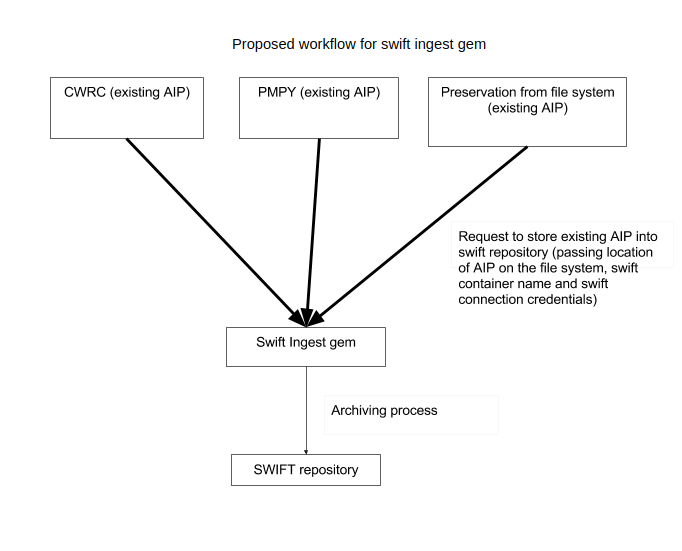 Proposed workflow for swift ingest gem
CWRC (existing AIP)
PMPY (existing AIP)
Preservation from file system
(existing AIP)
Request to store existing AIP into
swift repository (passing location
of AIP on the file system, swift
container name and swift
connection credentials)
Swift Ingest gem
Archiving process
SWIFT repository